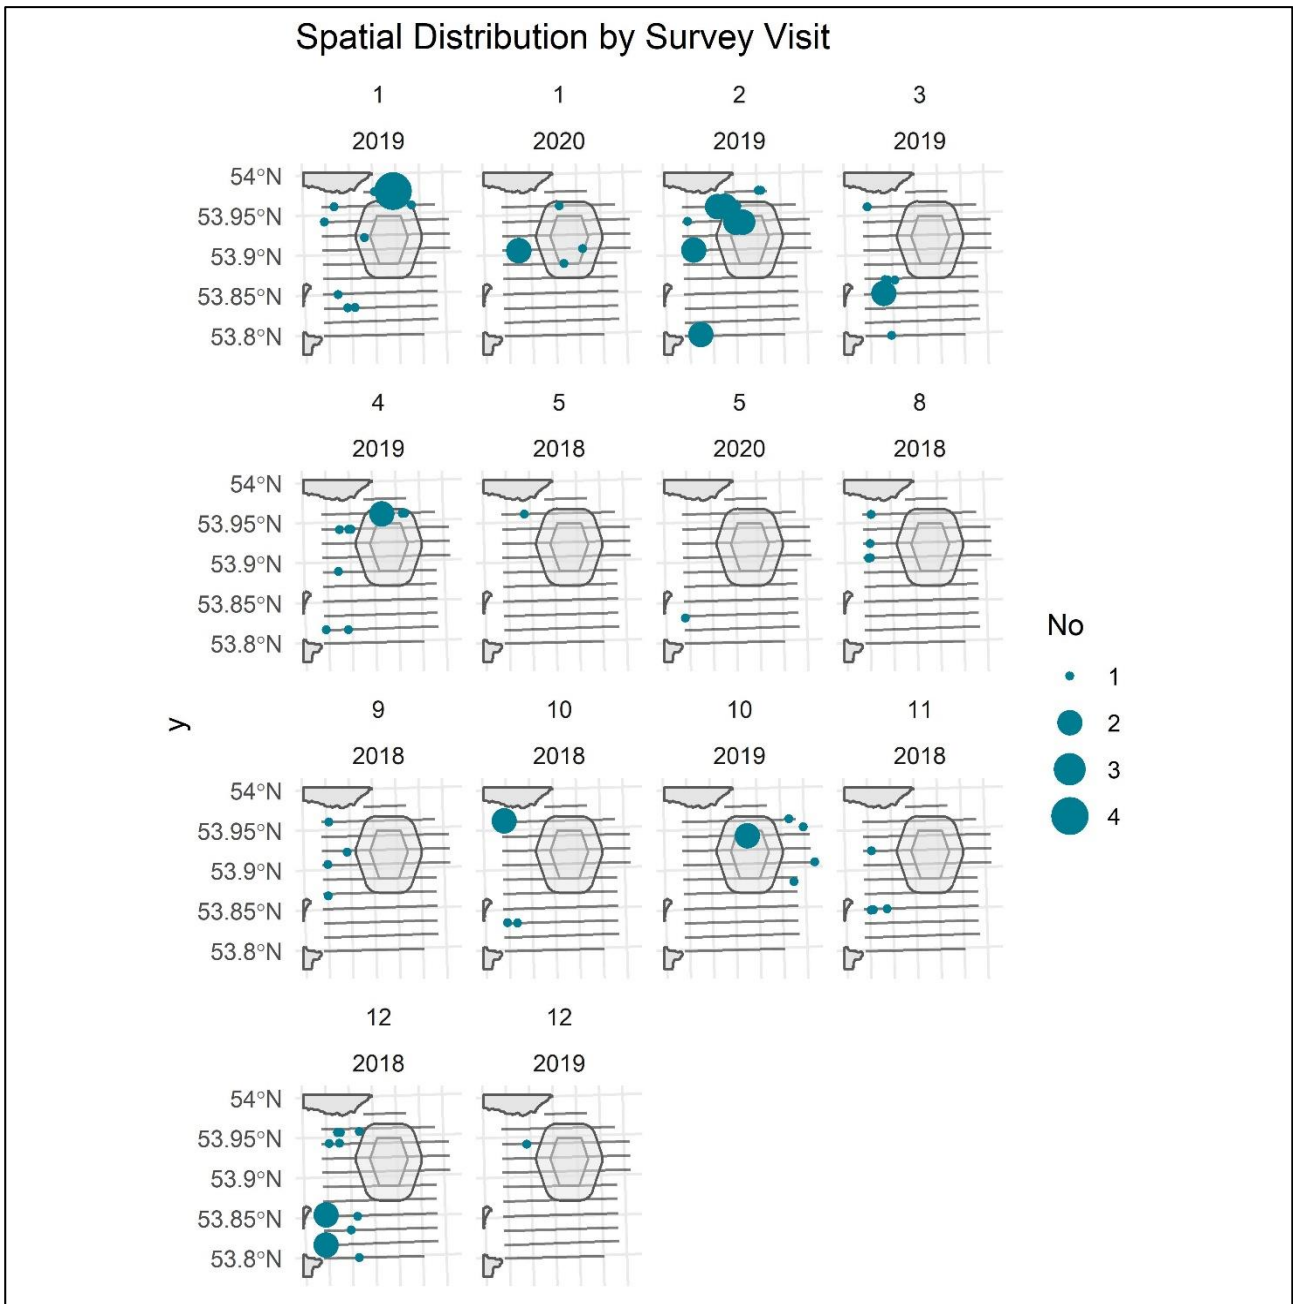 Spatial Distribution by Survey Visit
1 1 2 3
2019 2020 2019 2019
54°N
53.95°N
53.9°N
53.85°N
53.8°N
4 5 5 8
2019 2018 2020 2018
54°N
53.95°N
53.9°N
53.85°N
53.8°N
9 10 10 11
2018 2018 2019 2018
54°N
53.95°N
53.9°N
53.85°N
53.8°N
12 12
2018 2019
54°N
53.95°N
53.9°N
53.85°N
53.8°N
y
No
1
2
3
4